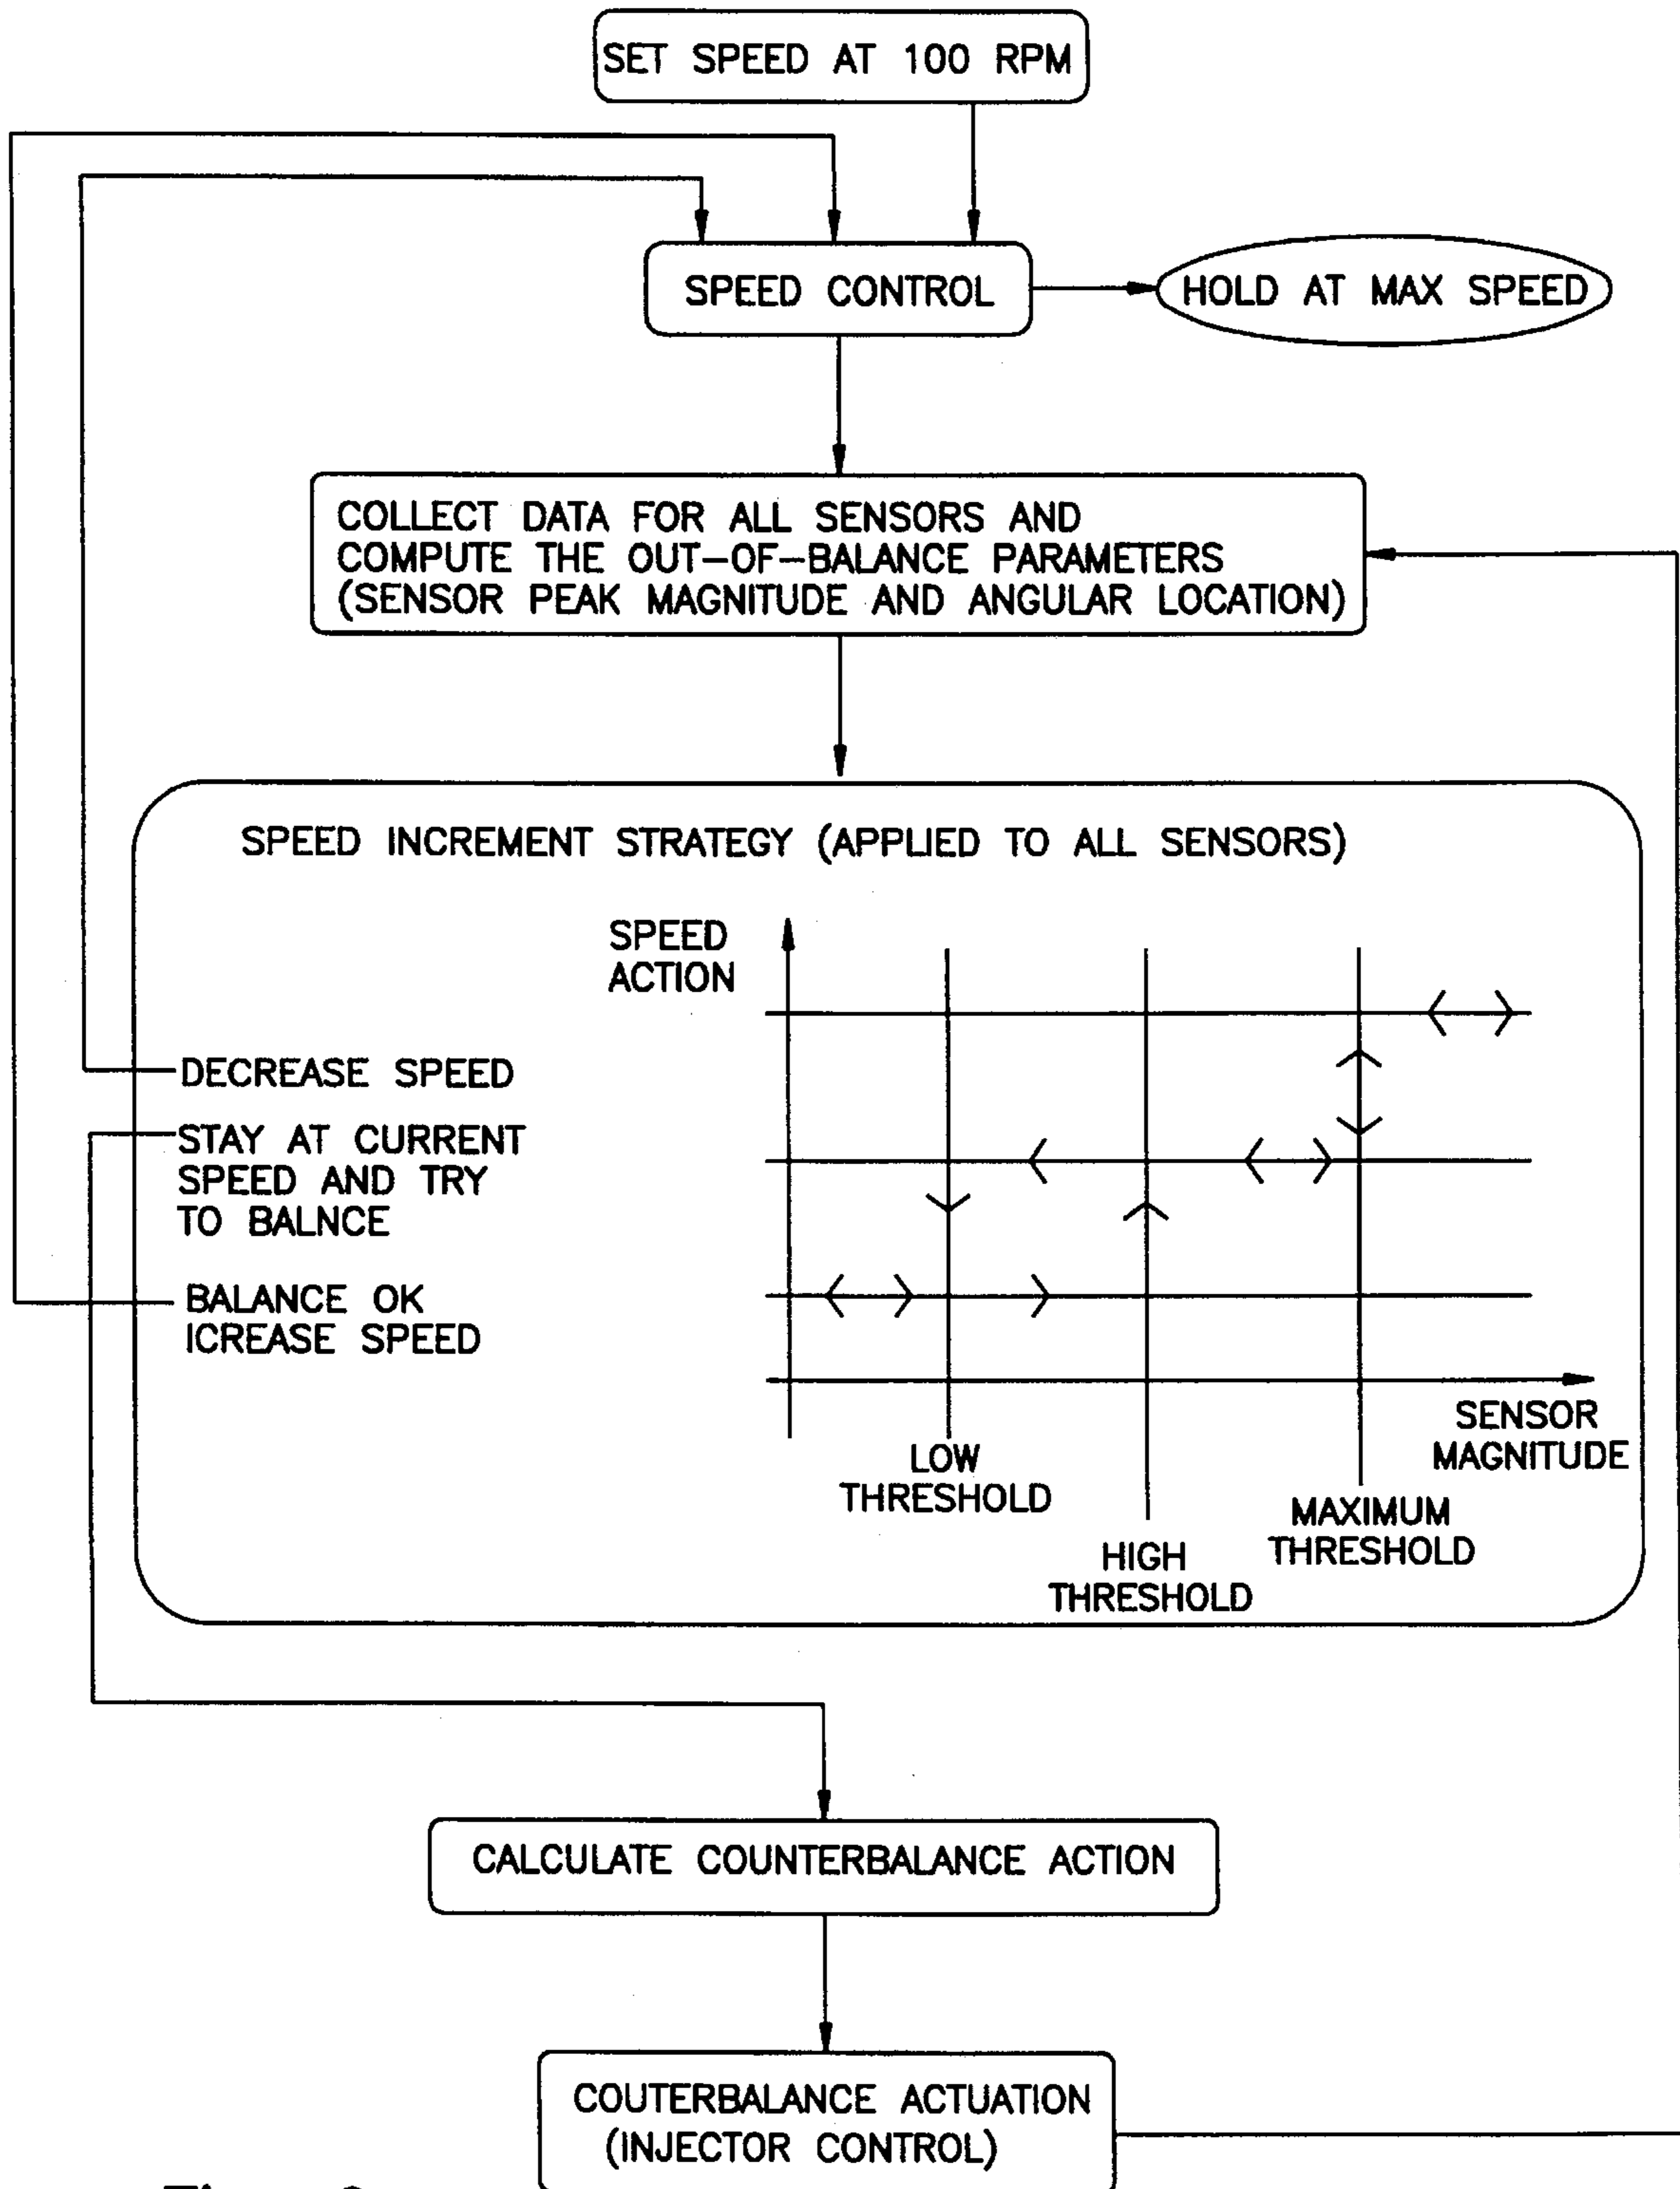 SET SPEED AT 100 RPM
SPEED CONTROL
HOLD AT MAX SPEED
COLLECT DATA FOR ALL SENSORS AND
COMPUTE THE OUT-OF-BALANCE PARAMETERS
(SENSOR PEAK MAGNITUDE AND ANGULAR LOCATION)
SPEED INCREMENT STRATEGY (APPLIED TO ALL SENSORS)
SPEED
ACTION
DECREASE SPEED
STAY AT CURRENT
SPEED AND TRY
TO BALNCE
BALANCE OK
ICREASE SPEED
SENSOR
MAGNITUDE
LOW
THRESHOLD
HIGH
THRESHOLD
MAXIMUM
THRESHOLD
CALCULATE COUNTERBALANCE ACTION
COUTERBALANCE ACTUATION
(INJECTOR CONTROL)